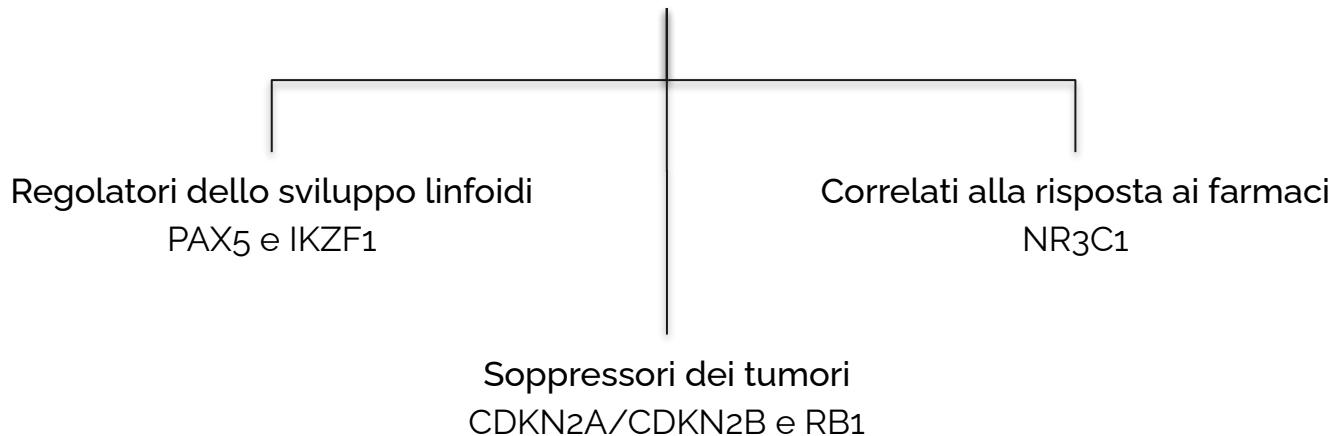 Regolatori dello sviluppo linfoidi
PAX5 e IKZF1
Correlati alla risposta ai farmaci
NR3C1
Soppressori dei tumori
CDKN2A/CDKN2B e RB1